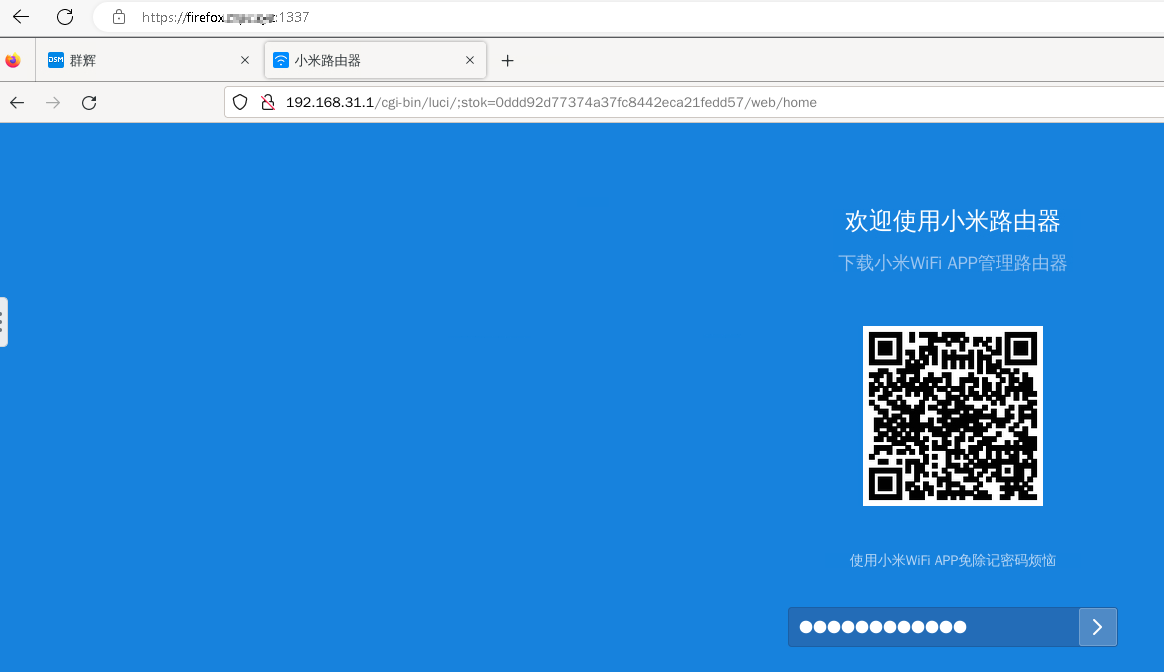 https://firefox.:1337
DSM 群辉
小米路由器
192.168.31.1/cgi-bin/luci/;stok=0ddd92d77374a37fc8442eca21fedd57/web/home
欢迎使用小米路由器
下载小米WiFi APP管理路由器
使用小米WiFi APP免除记密码烦恼